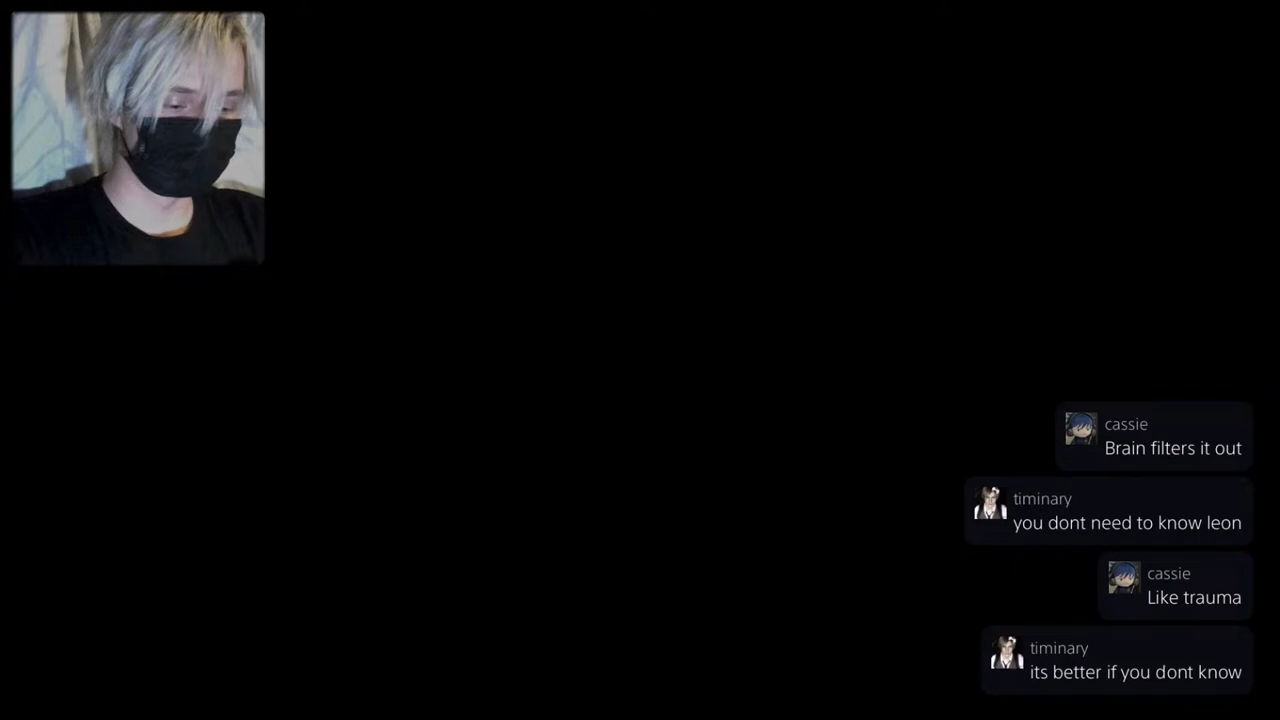 cassie
Brain filters it out
timinary
you dont need to know leon
cassie
Like trauma
timinary
its better if you dont know